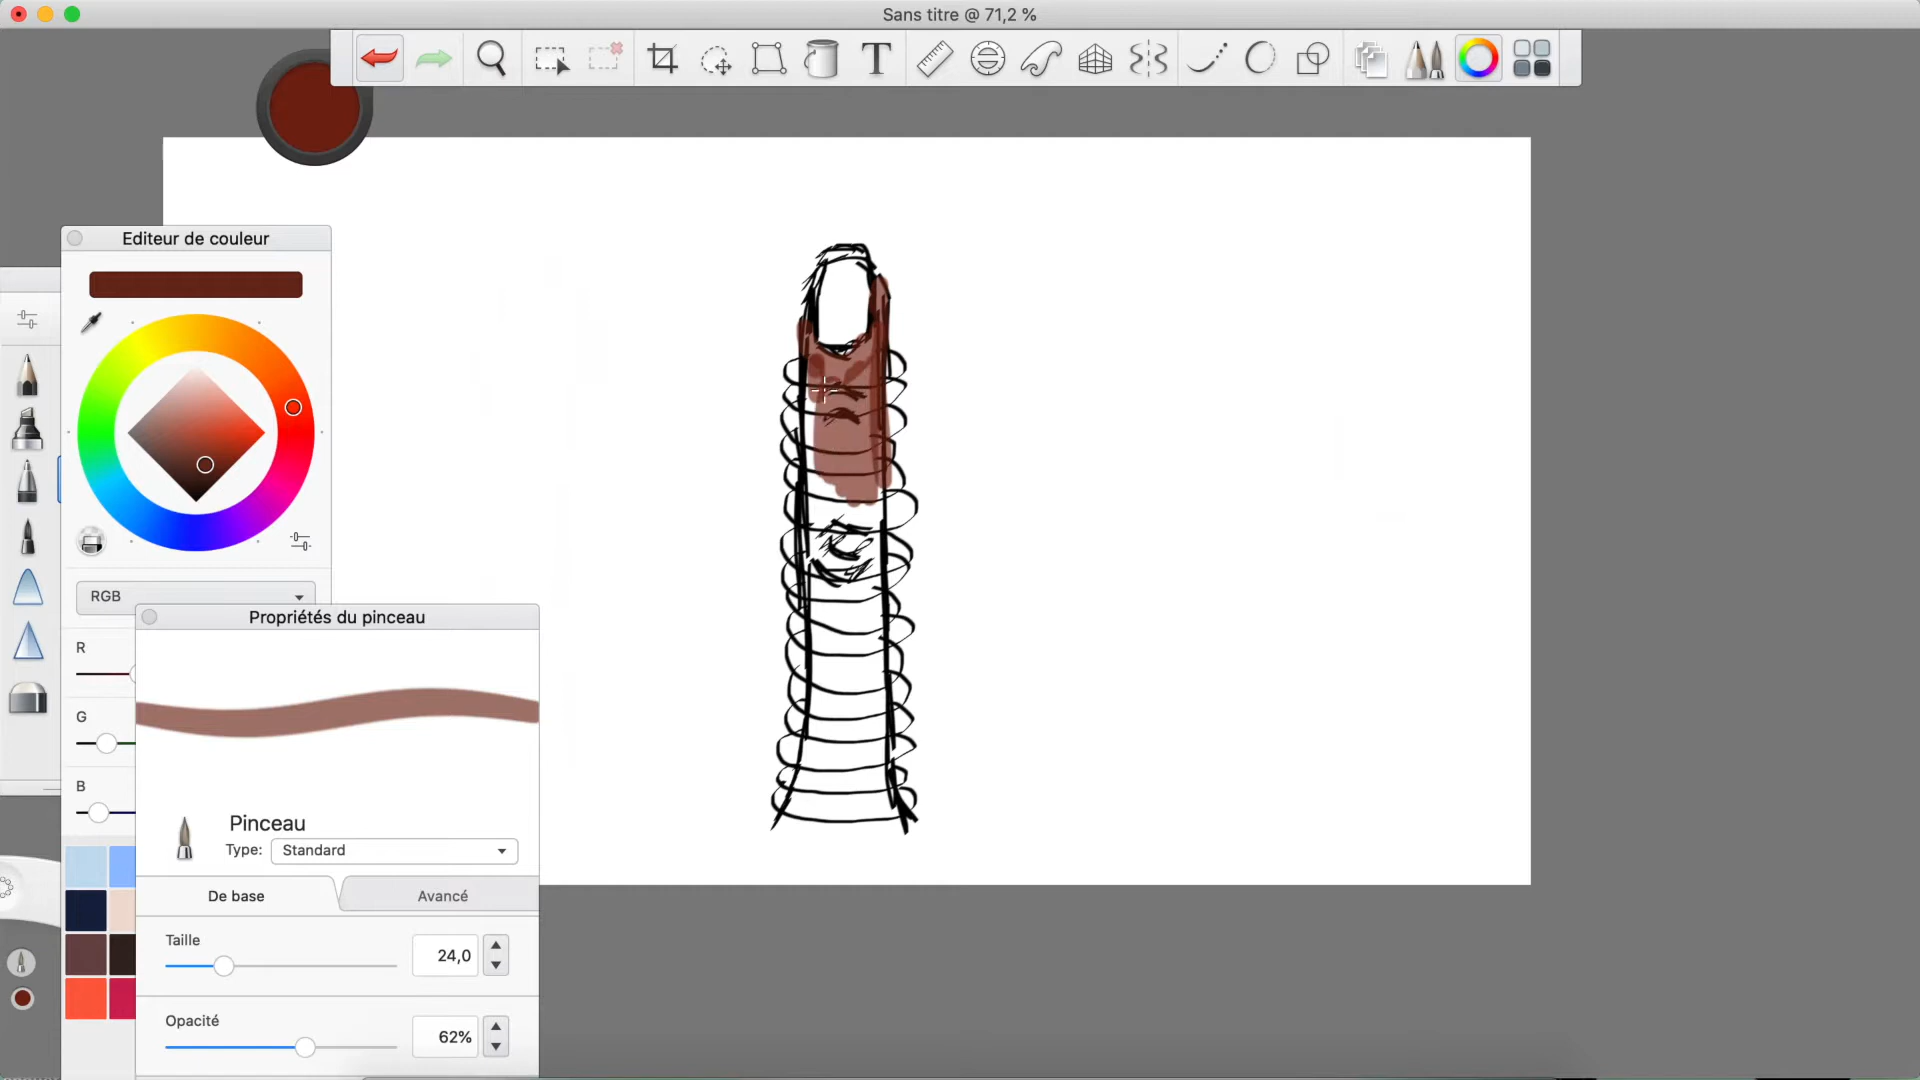 Sans titre @ 71,2 %
T
Editeur de couleur
RGB
R
G
B
Propriétés du pinceau
Pinceau
Type: Standard
De base Avancé
Taille
24,0
Opacité
62%